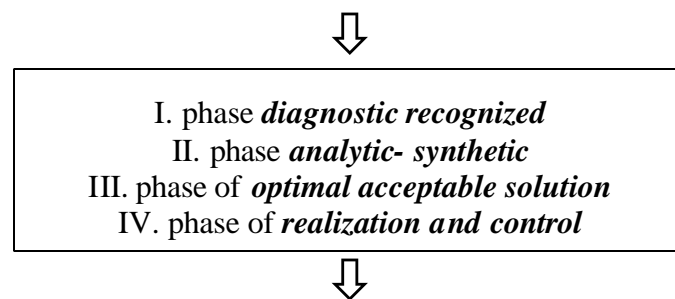 I. phase diagnostic recognized
II. phase analytic- synthetic
III. phase of optimal acceptable solution
IV. phase of realization and control